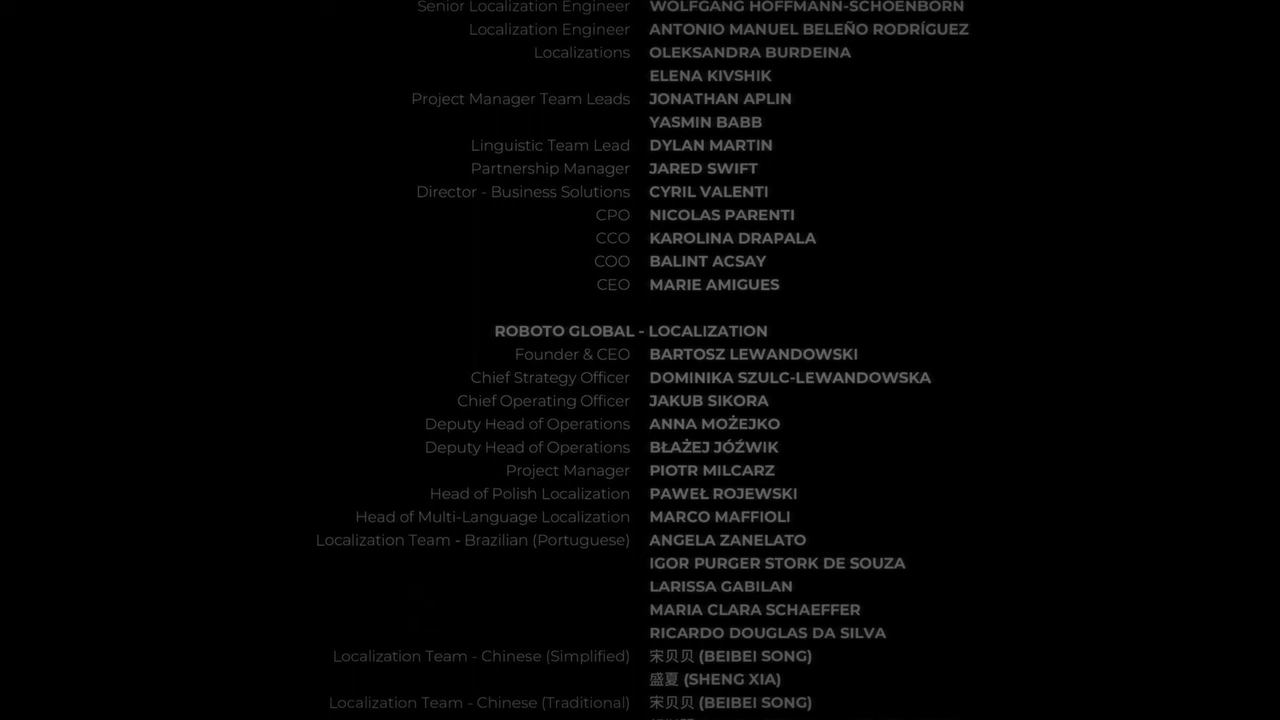 Senior Localization Engineer WOLFGANG HOFFMANN-SCHOENBORN
Localization Engineer ANTONIO MANUEL BELEÑO RODRÍGUEZ
Localizations OLEKSANDRA BURDEINA
ELENA KIVSHIK
Project Manager Team Leads JONATHAN APLIN
YASMIN BABB
Linguistic Team Lead DYLAN MARTIN
Partnership Manager JARED SWIFT
Director - Business Solutions CYRIL VALENTI
CPO NICOLAS PARENTI
CCO KAROLINA DRAPALA
COO BALINT ACSAY
CEO MARIE AMIGUES
ROBOTO GLOBAL - LOCALIZATION
Founder & CEO BARTOSZ LEWANDOWSKI
Chief Strategy Officer DOMINIKA SZULC-LEWANDOWSKA
Chief Operating Officer JAKUB SIKORA
Deputy Head of Operations ANNA MOŻEJKO
Deputy Head of Operations BŁAŻEJ JÓŹWIK
Project Manager PIOTR MILCARZ
Head of Polish Localization PAWEŁ ROJEWSKI
Head of Multi-Language Localization MARCO MAFFIOLI
Localization Team - Brazilian (Portuguese) ANGELA ZANELATO
IGOR PURGER STORK DE SOUZA
LARISSA GABILAN
MARIA CLARA SCHAEFFER
RICARDO DOUGLAS DA SILVA
Localization Team - Chinese (Simplified) 宋贝贝 (BEIBEI SONG)
盛夏 (SHENG XIA)
Localization Team - Chinese (Traditional) 宋贝贝 (BEIBEI SONG)